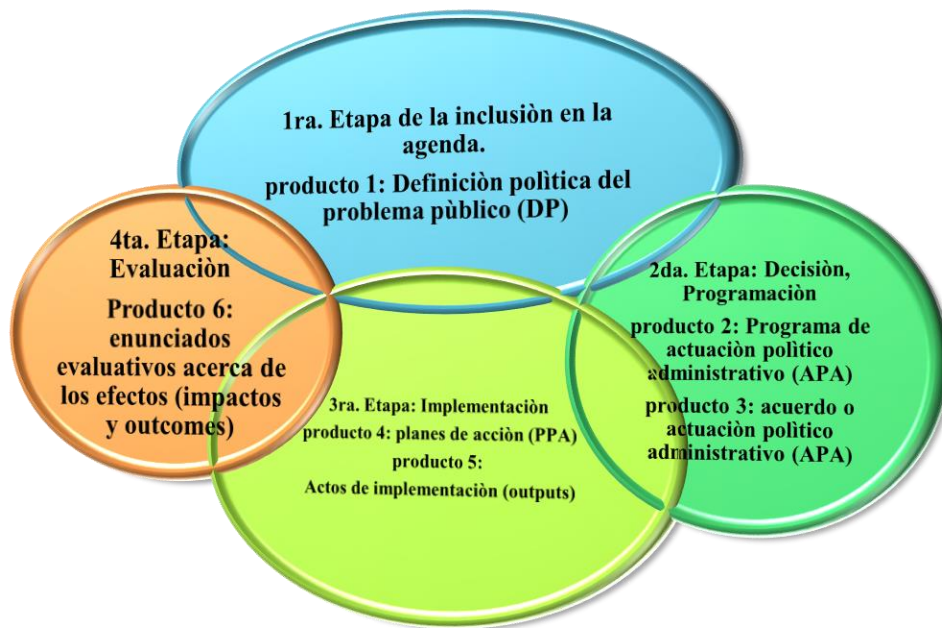 1ra. Etapa de la inclusiòn en la
agenda.
producto 1: Definiciòn polìtica del
problema pùblico (DP)
4ta. Etapa:
Evaluaciòn
Producto 6:
enunciados
evaluativos acerca de
los efectos (impactos
y outcomes)
2da. Etapa: Decisiòn,
Programaciòn
producto 2: Programa de
actuaciòn polìtico
administrativo (APA)
producto 3: acuerdo o
actuaciòn polìtico
administrativo (APA)
3ra. Etapa: Implementaciòn
producto 4: planes de acciòn (PPA)
producto 5:
Actos de implementaciòn (outputs)